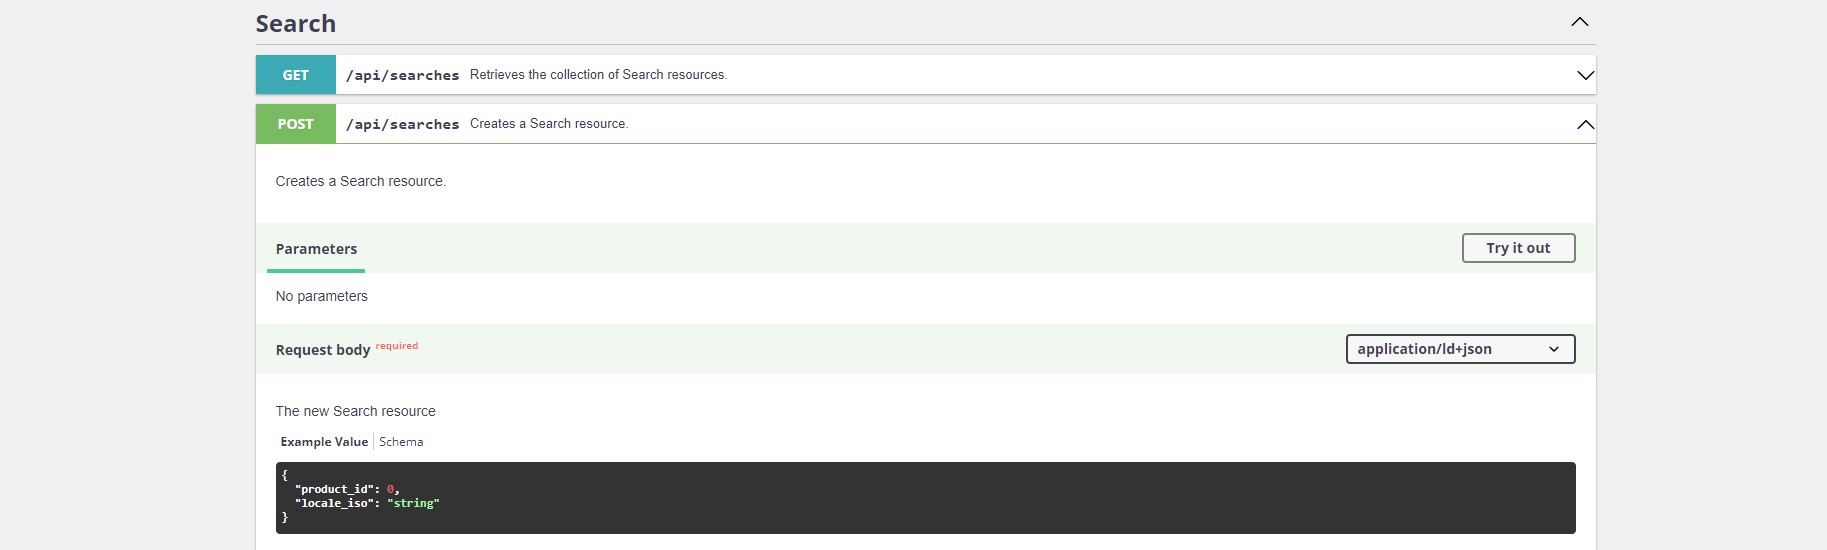 Search
GET /api/searches Retrieves the collection of Search resources.
POST /api/searches Creates a Search resource.
Creates a Search resource.
Parameters Try it out
No parameters
Request body required application/ld+json
The new Search resource
Example Value Schema
{
"product_id": 0,
"locale_iso": "string"
}